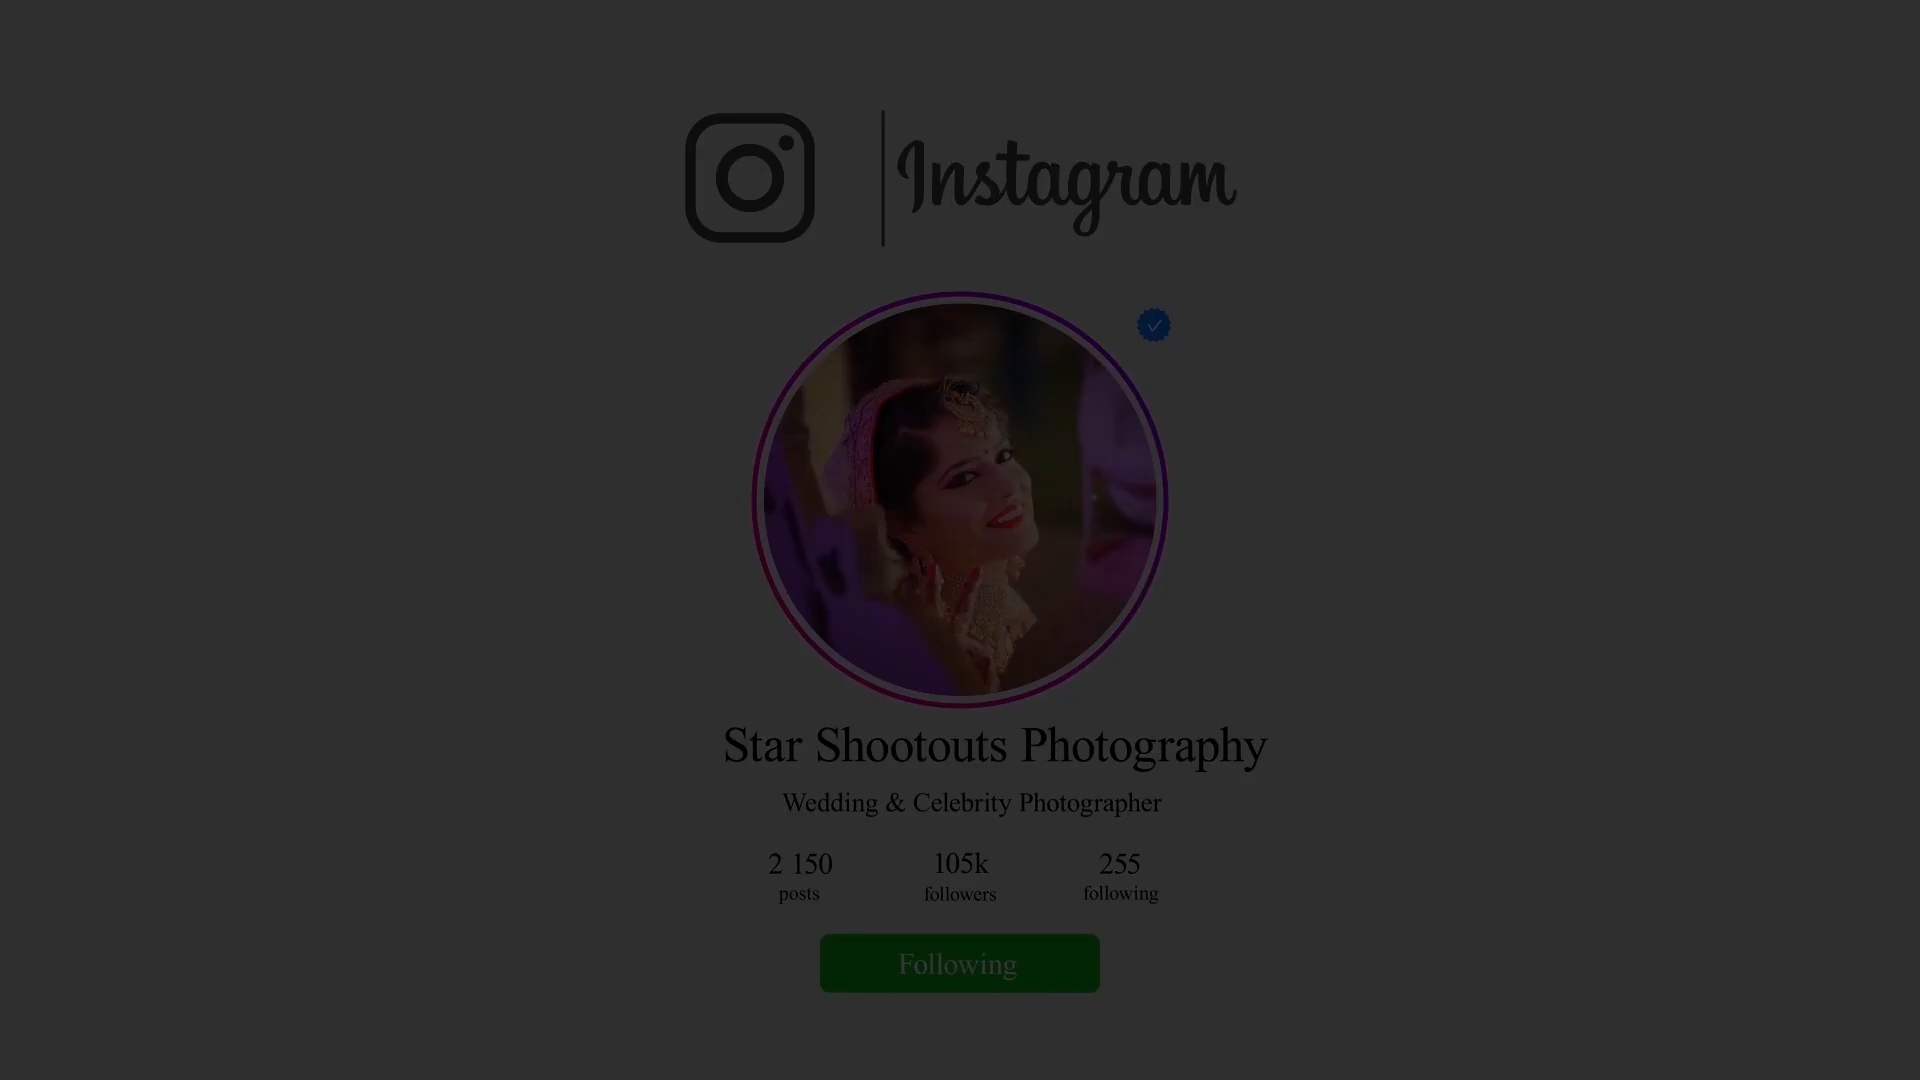 Instagram
Star Shootouts Photography
Wedding & Celebrity Photographer
2 150 105k 255
posts followers following
Following